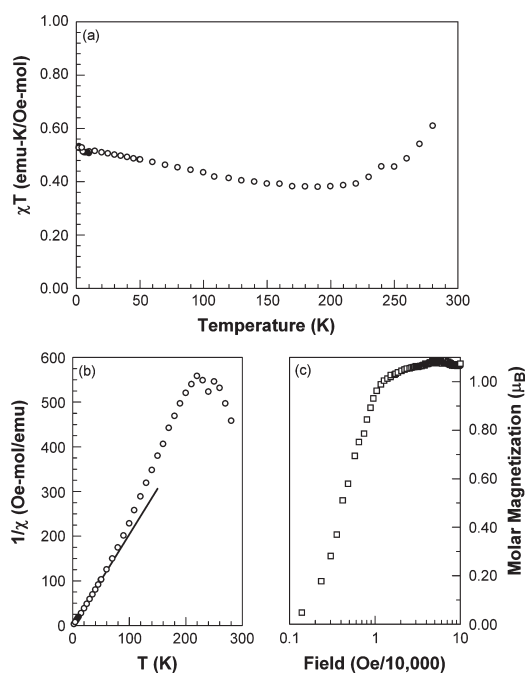 (a)
1.00
0.80
0.60
0.40
0.20
0.00
χT (emu-K/Oe-mol)
0 50 100 150 200 250 300
Temperature (K)
(b)
600
500
400
300
200
100
0
1/χ (Oe-mol/emu)
0 100 200 300
T (K)
(c)
1.00
0.80
0.60
0.40
0.20
0.00
Molar Magnetization (μB)
0.1 1 10
Field (Oe/10,000)